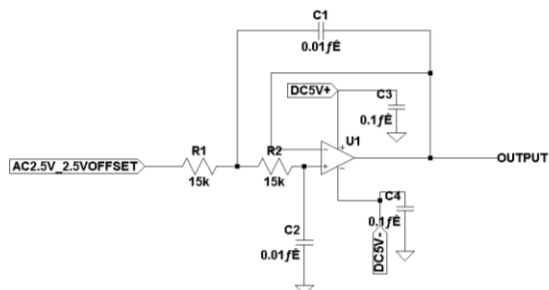 C1
0.01ƒÊ
DC5V+
C3
0.1ƒÊ
U1
R1
R2
AC2.5V_2.5VOFFSET
15k
15k
OUTPUT
C2
0.01ƒÊ
C4
0.1ƒÊ
DC5V-